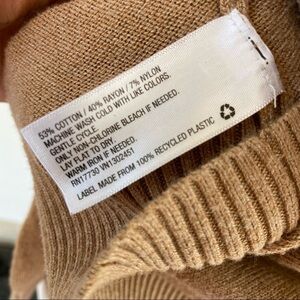 53% COTTON / 40% RAYON / 7% NYLON
MACHINE WASH COLD WITH LIKE COLORS.
GENTLE CYCLE.
ONLY NON-CHLORINE BLEACH IF NEEDED.
LAY FLAT TO DRY.
WARM IRON IF NEEDED.
RN17730 VN1302451
LABEL MADE FROM 100% RECYCLED PLASTIC